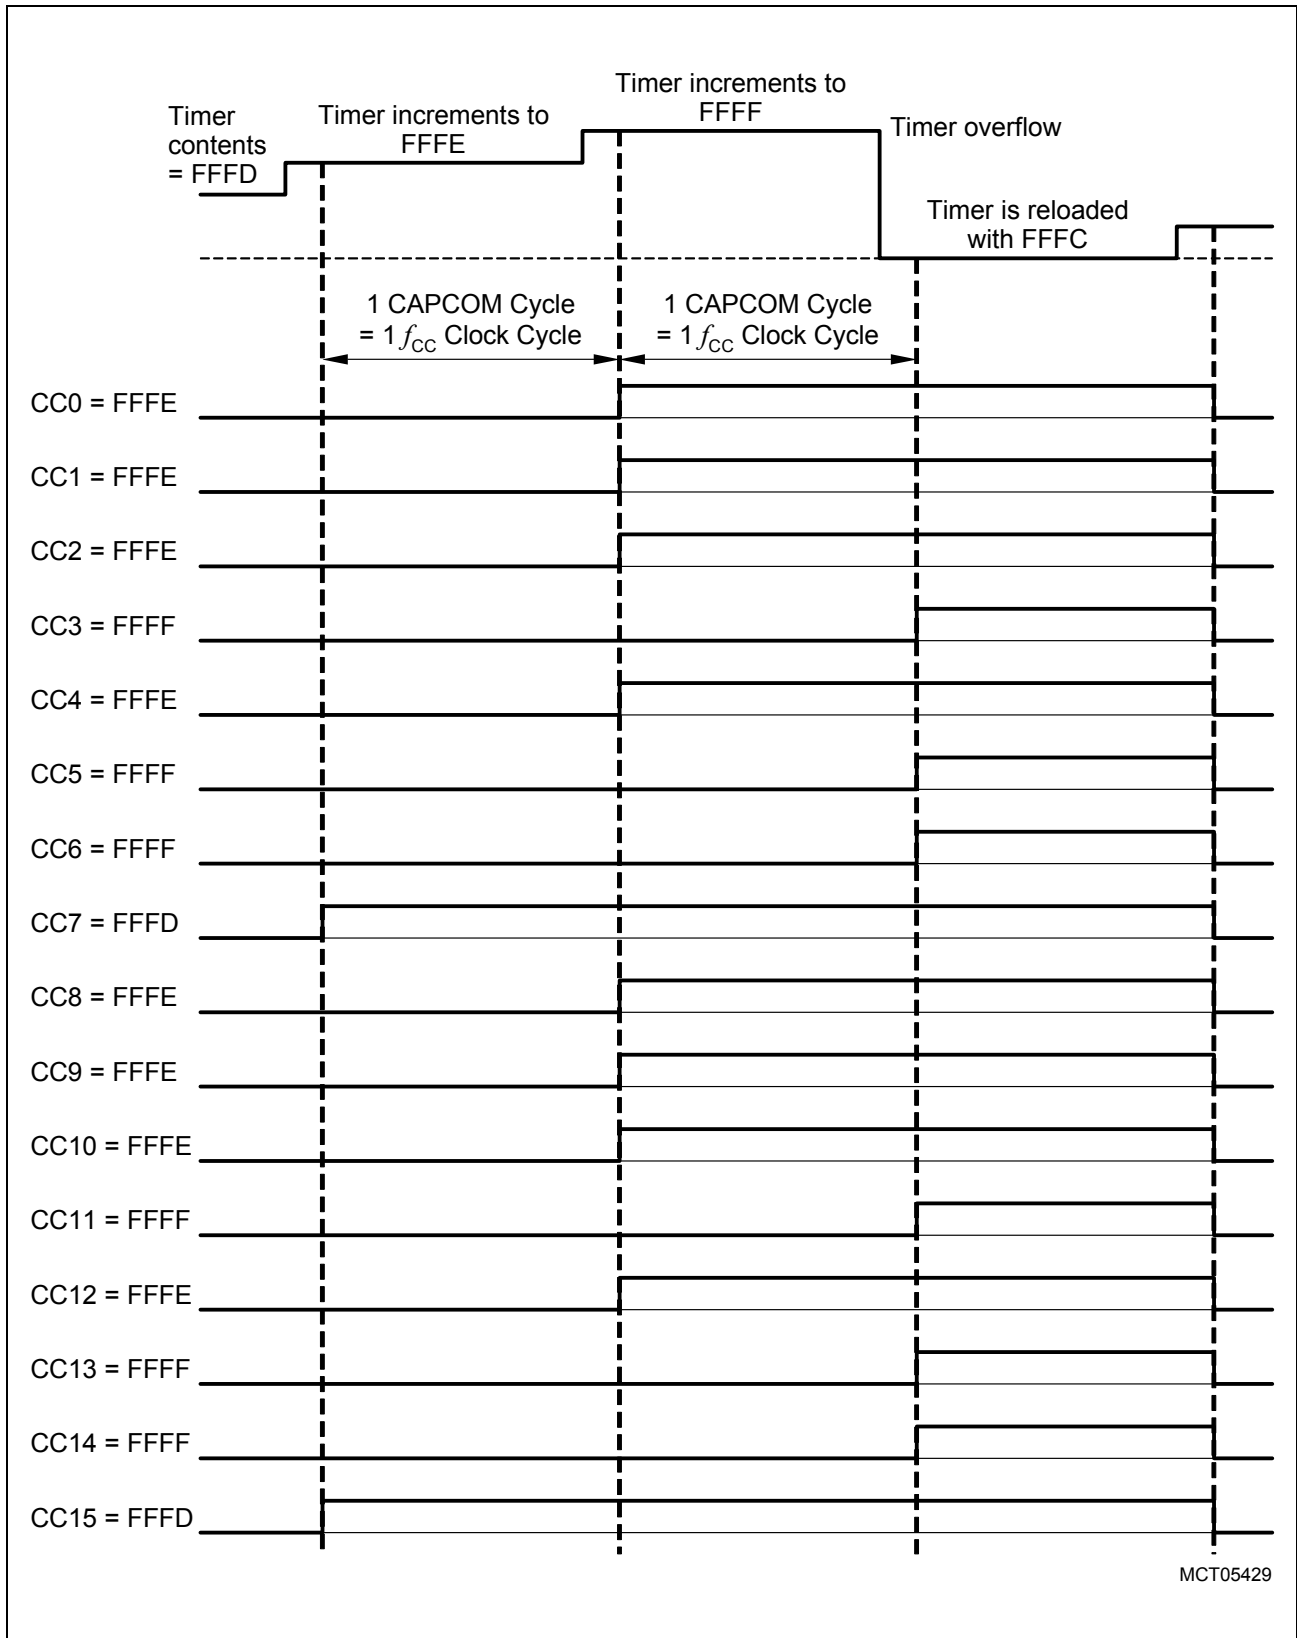 Timer increments to
FFFF
Timer
contents
= FFFD
Timer increments to
FFFE
Timer overflow
Timer is reloaded
with FFFC
1 CAPCOM Cycle
= 1 fCC Clock Cycle
1 CAPCOM Cycle
= 1 fCC Clock Cycle
CC0 = FFFE
CC1 = FFFE
CC2 = FFFE
CC3 = FFFF
CC4 = FFFE
CC5 = FFFF
CC6 = FFFF
CC7 = FFFD
CC8 = FFFE
CC9 = FFFE
CC10 = FFFE
CC11 = FFFF
CC12 = FFFE
CC13 = FFFF
CC14 = FFFF
CC15 = FFFD
MCT05429